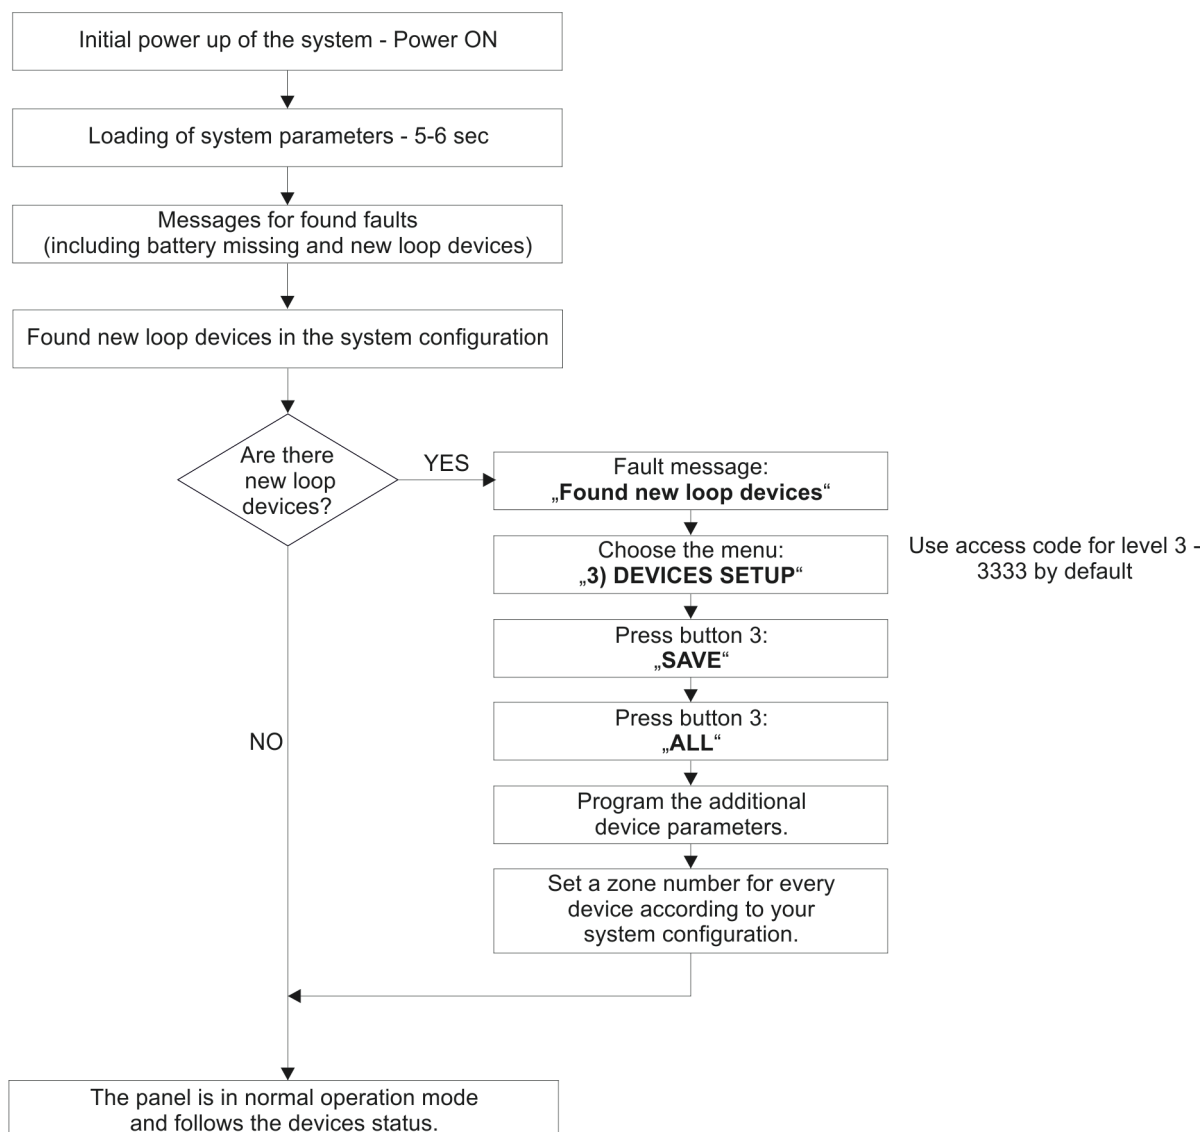 Initial power up of the system - Power ON
Loading of system parameters - 5-6 sec
Messages for found faults
(including battery missing and new loop devices)
Found new loop devices in the system configuration
Are there
new loop
devices?
YES
Fault message:
„Found new loop devices“
Choose the menu:
„3) DEVICES SETUP“
Use access code for level 3 -
3333 by default
Press button 3:
„SAVE“
Press button 3:
„ALL“
NO
Program the additional
device parameters.
Set a zone number for every
device according to your
system configuration.
The panel is in normal operation mode
and follows the devices status.